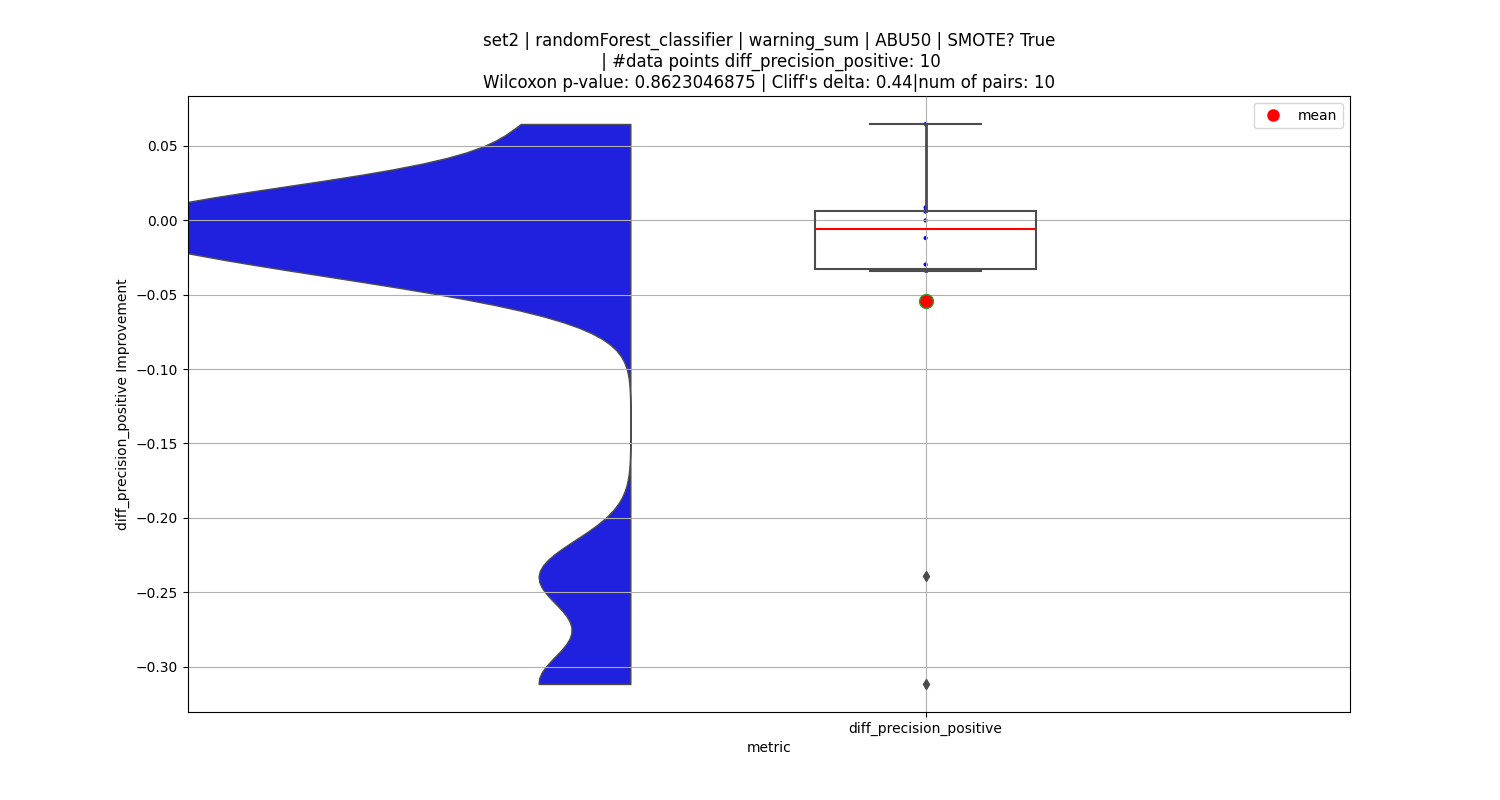 set2 | randomForest_classifier | warning_sum | ABU50 | SMOTE? True
| #data points diff_precision_positive: 10
Wilcoxon p-value: 0.8623046875 | Cliff's delta: 0.44|num of pairs: 10
mean
0.05
0.00
−0.05
−0.10
−0.15
−0.20
−0.25
−0.30
diff_precision_positive Improvement
diff_precision_positive
metric